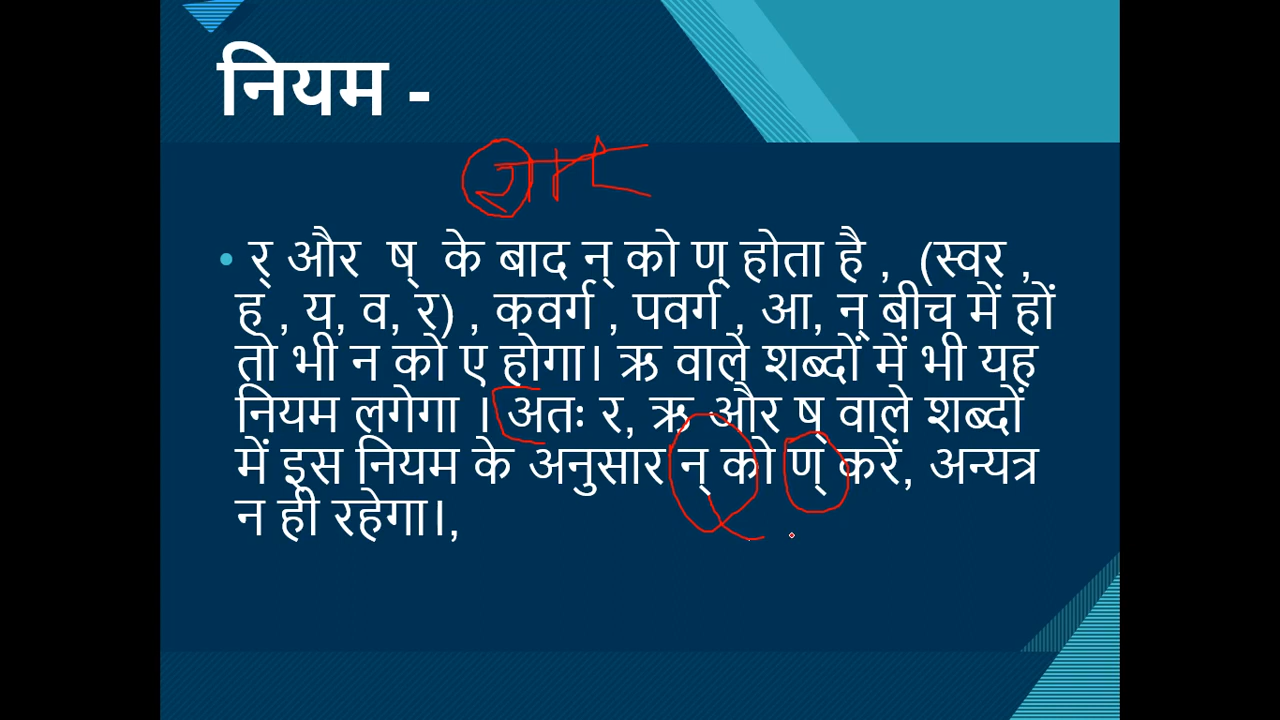 नियम -
• र् और ष् के बाद न् को ण् होता है , (स्वर ,
ह , य, व, र) , कवर्ग , पवर्ग , आ, न् बीच में हों
तो भी न को ए होगा। ऋ वाले शब्दों में भी यह
नियम लगेगा । अतः र, ऋ और ष् वाले शब्दों
में इस नियम के अनुसार न् को ण् करें, अन्यत्र
न ही रहेगा।,